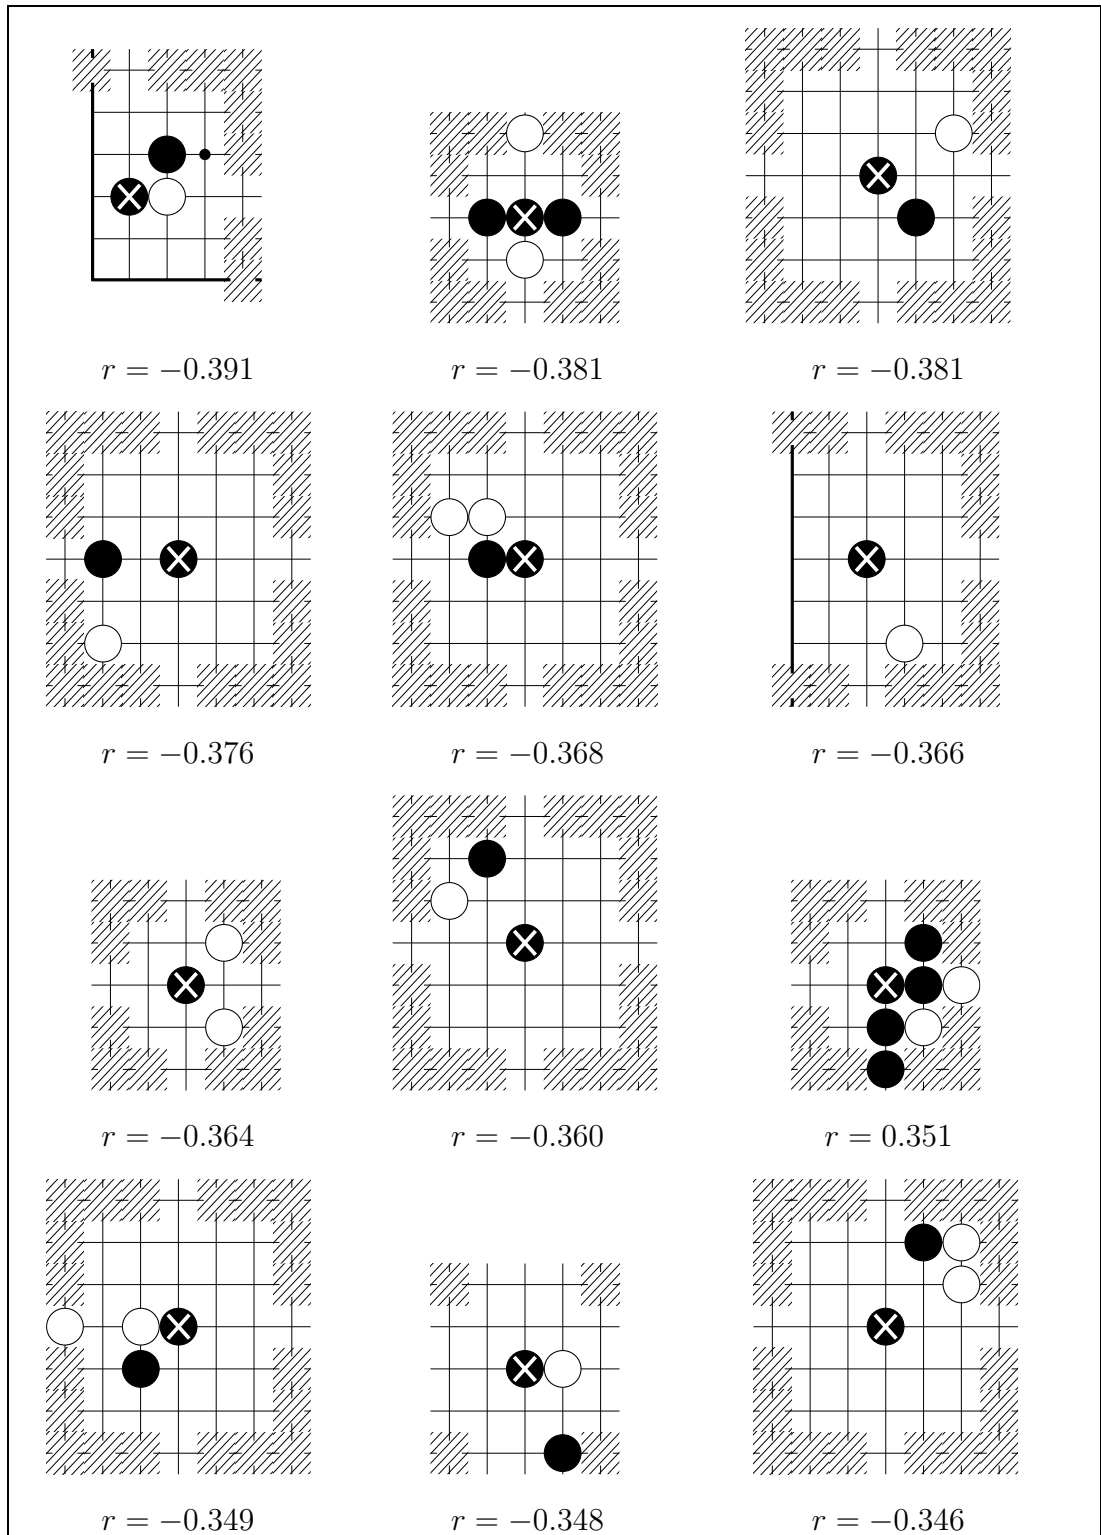 r = −0.391 r = −0.381 r = −0.381
r = −0.376 r = −0.368 r = −0.366
r = −0.364 r = −0.360 r = 0.351
r = −0.349 r = −0.348 r = −0.346